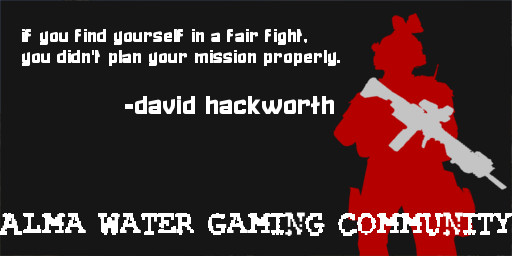 if you find yourself in a fair fight,
you didn't plan your mission properly.
-david hackworth
ALMA WATER GAMING COMMUNITY